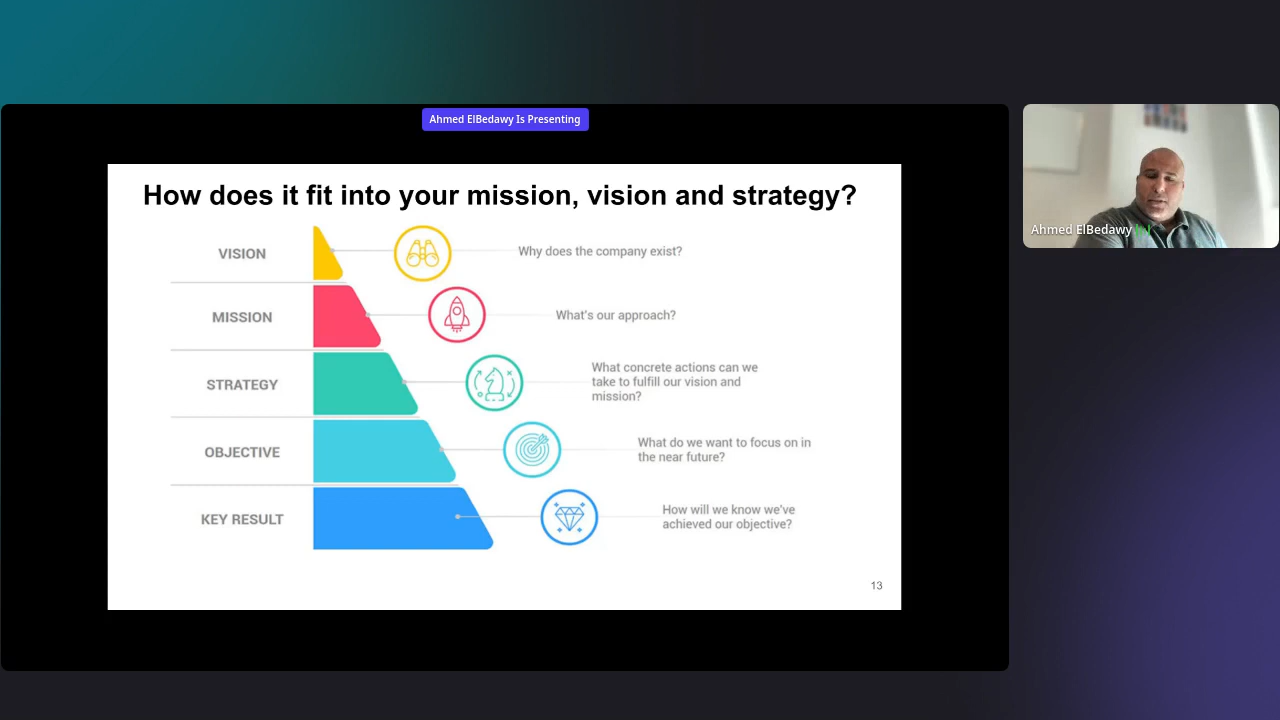 Ahmed ElBedawy Is Presenting
How does it fit into your mission, vision and strategy?
VISION
Why does the company exist?
MISSION
What's our approach?
STRATEGY
What concrete actions can we
take to fulfill our vision and
mission?
OBJECTIVE
What do we want to focus on in
the near future?
KEY RESULT
How will we know we've
achieved our objective?
13
Ahmed ElBedawy